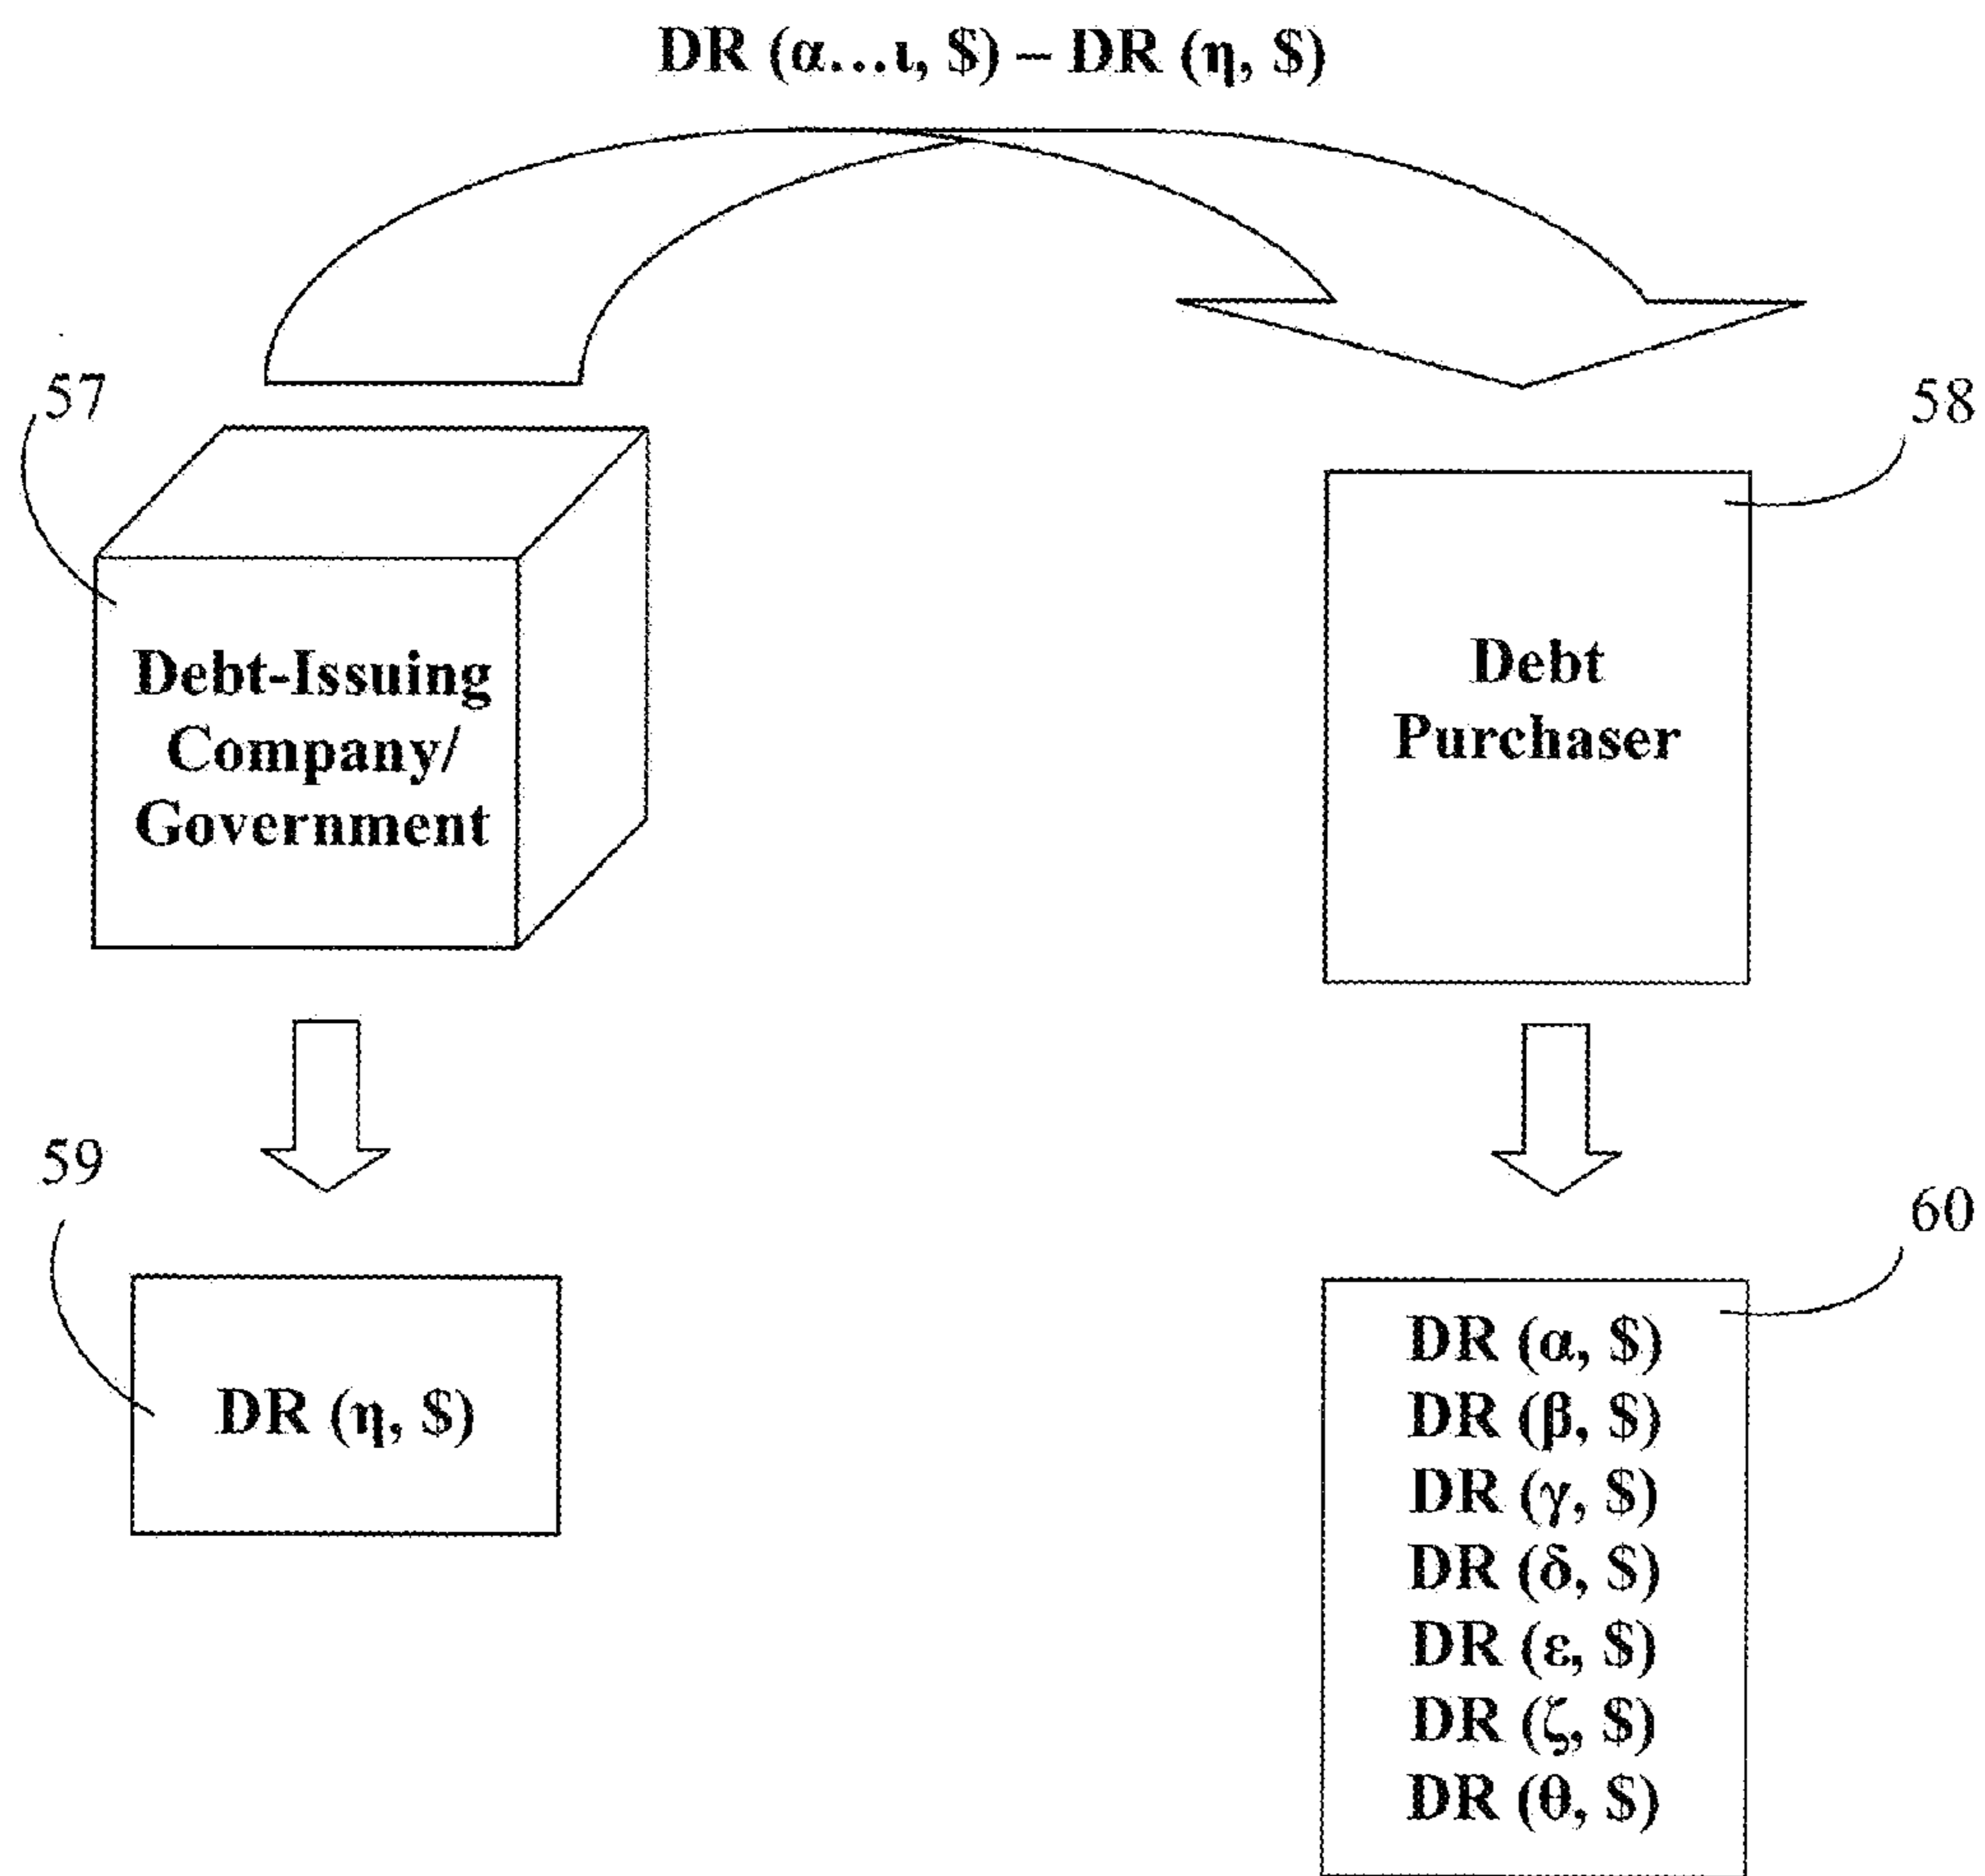 DR (α…ι, $) – DR (η, $)
57
58
Debt-Issuing
Company/
Government
Debt
Purchaser
59
60
DR (η, $)
DR (α, $)
DR (β, $)
DR (γ, $)
DR (δ, $)
DR (ε, $)
DR (ζ, $)
DR (θ, $)